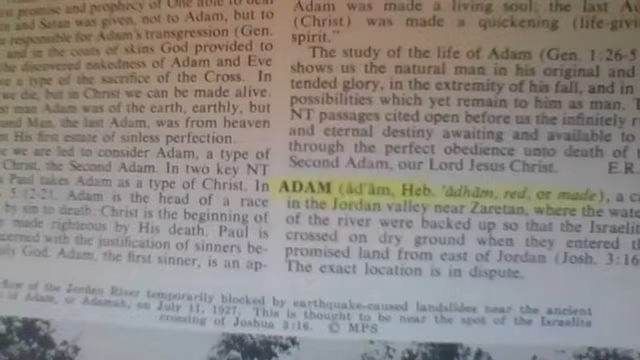 st promise and prophecy of One able to deal
on and Satan was given, not to Adam, but to
e responsible for Adam's transgression (Gen.
and in the coats of skins God provided to
the discovered nakedness of Adam and Eve
a type of the sacrifice of the Cross. In
we die, but in Christ we can be made alive.
st man Adam was of the earth, earthly, but
ond Man, the last Adam, was from heaven
st His first estate of sinless perfection.
e we are led to consider Adam, a type of
Christ, the Second Adam. In two key NT
s Paul takes Adam as a type of Christ. In
5:12-21. Adam is the head of a race
by sin to death; Christ is the beginning of
made righteous by His death. Paul is
cerned with the justification of sinners be-
oly God. Adam, the first sinner, is an ap-
Adam was made a living soul; the last A
(Christ) was made a quickening (life-giv
spirit."
The study of the life of Adam (Gen. 1:26-5
shows us the natural man in his original and
tended glory, in the extremity of his fall, and in
possibilities which yet remain to him as man.
NT passages cited open before us the infinitely r
and eternal destiny awaiting and available to
through the perfect obedience unto death of
Second Adam, our Lord Jesus Christ.
E.R.
ADAM (ăd'ăm, Heb. 'ādhām, red, or made), a c
in the Jordan valley near Zaretan, where the wat
of the river were backed up so that the Israelit
crossed on dry ground when they entered
promised land from east of Jordan (Josh. 3:16
The exact location is in dispute.
flow of the Jordan River temporarily blocked by earthquake-caused landslides near the ancient
of Adam, or Adamah, on July 11, 1927. This is thought to be near the spot of the Israelite
crossing of Joshua 3:16. © MPS